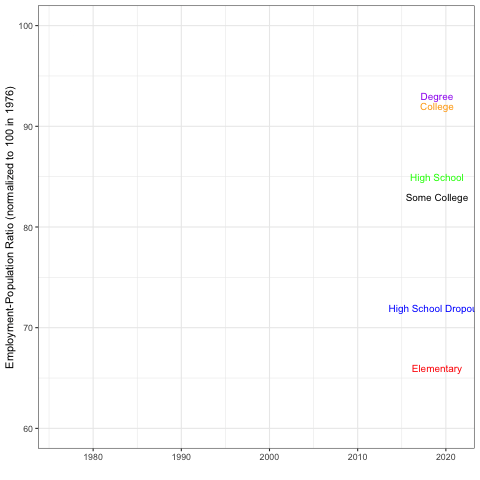 Employment-Population Ratio (normalized to 100 in 1976)
100
90
80
70
60
Degree
College
High School
Some College
High School Dropou
Elementary
1980
1990
2000
2010
2020